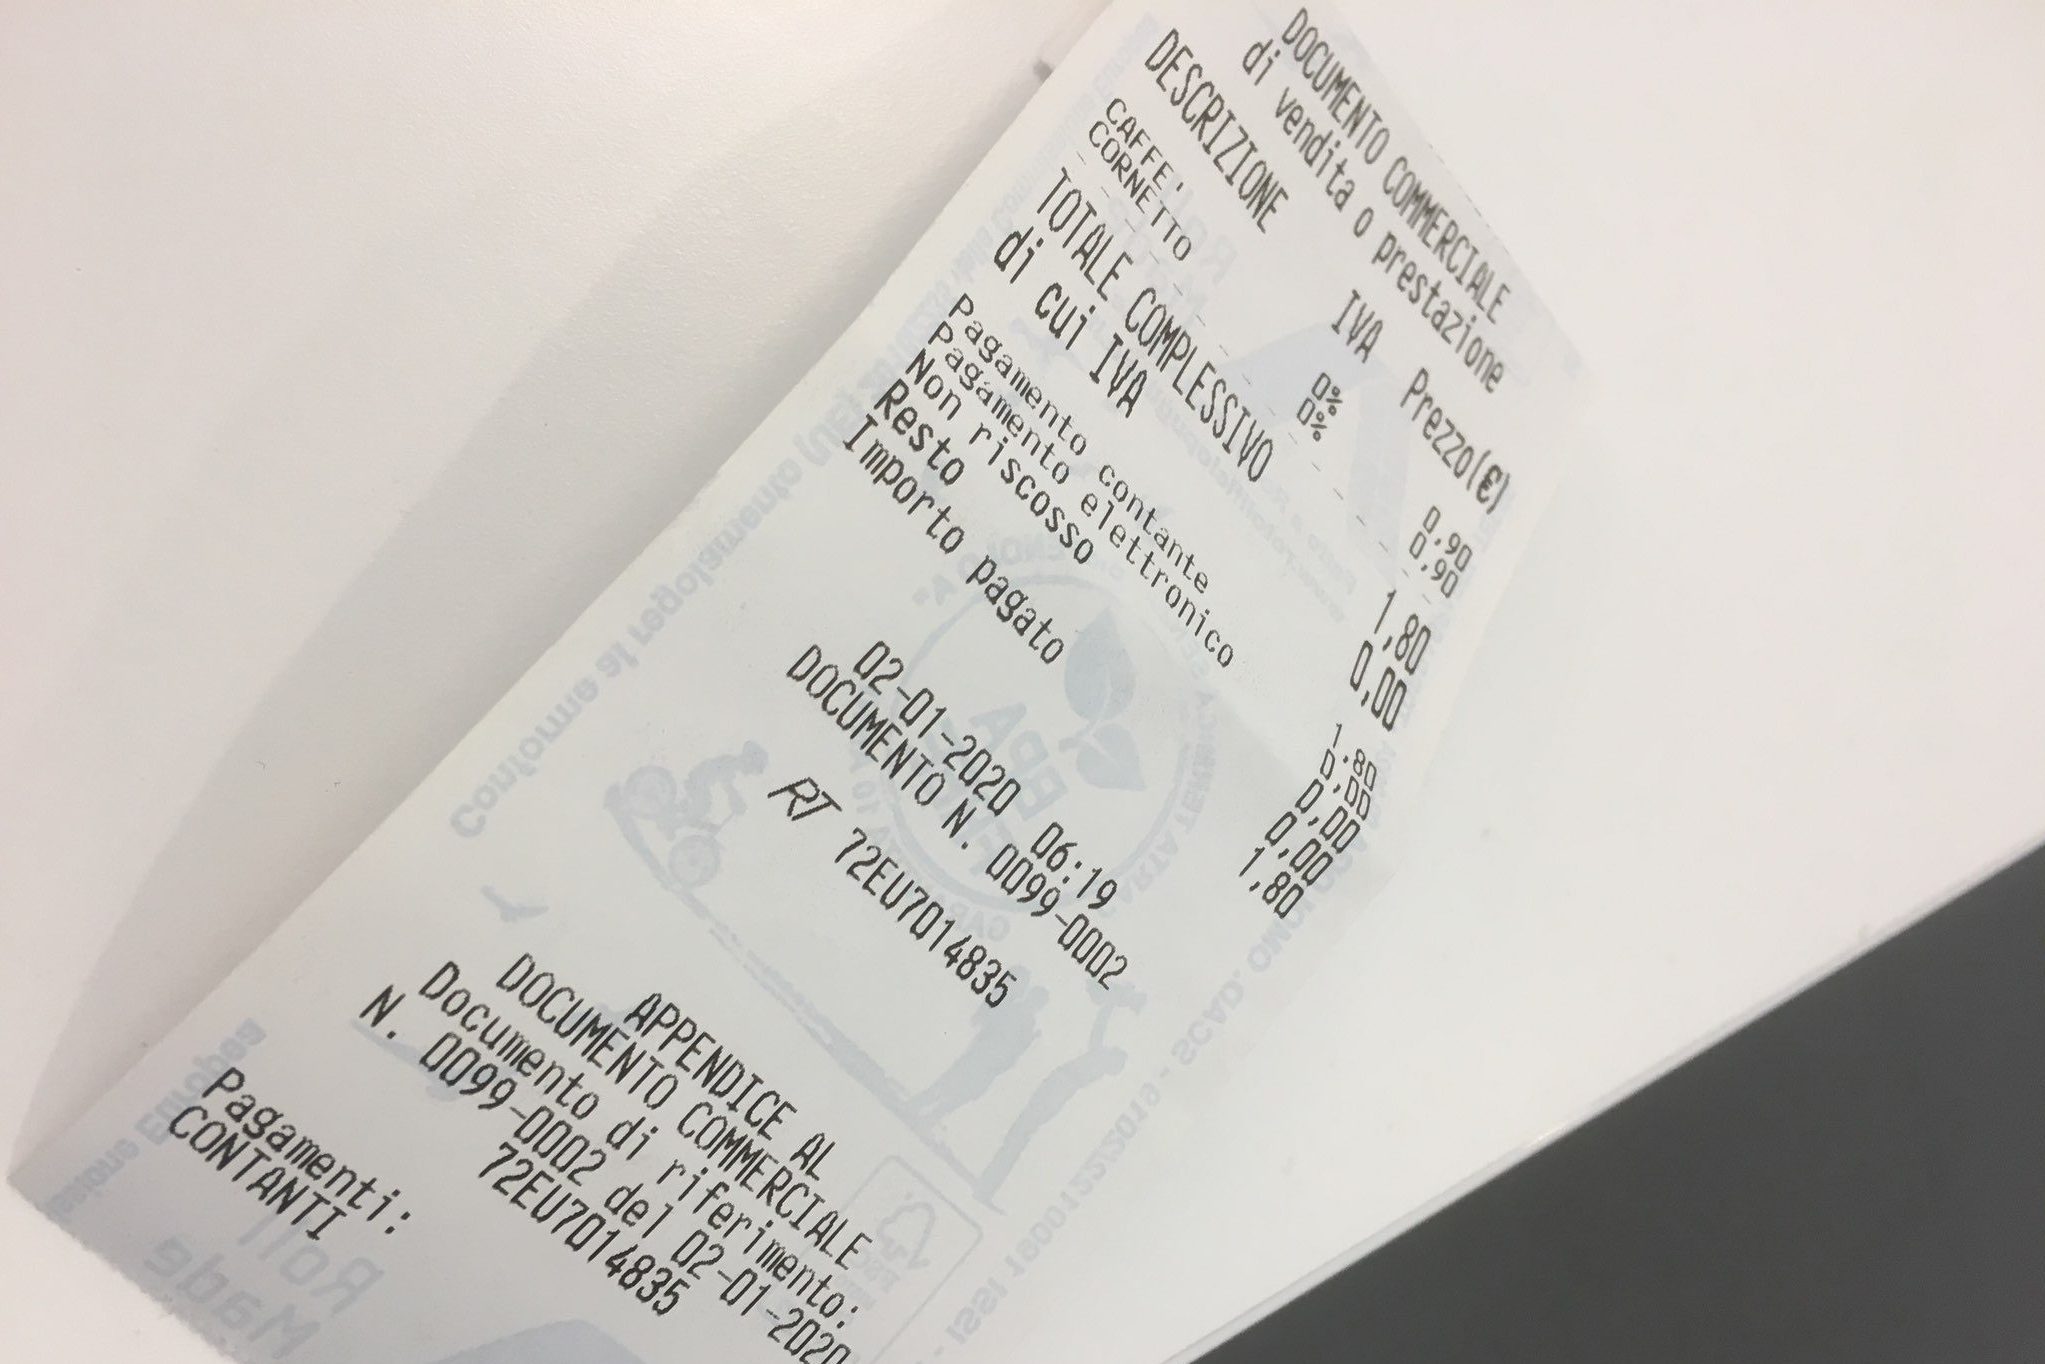 DOCUMENTO COMMERCIALE
di vendita o prestazione
DESCRIZIONE IVA Prezzo(€)
CAFFE' 0% 0.90
CORNETTO 0% 0.90
TOTALE COMPLESSIVO 1,80
di cui IVA 0,00
Pagamento contante 1.80
Pagamento elettronico 0,00
Non riscosso 0,00
Resto 0,00
Importo pagato 1,80
02-01-2020 06:19
DOCUMENTO N. 0099-0002
RT 72EU7014835
APPENDICE AL
DOCUMENTO COMMERCIALE
Documento di riferimento:
N. 0099-0002 del 02-01-2020
72EU7014835
Pagamenti:
CONTANTI